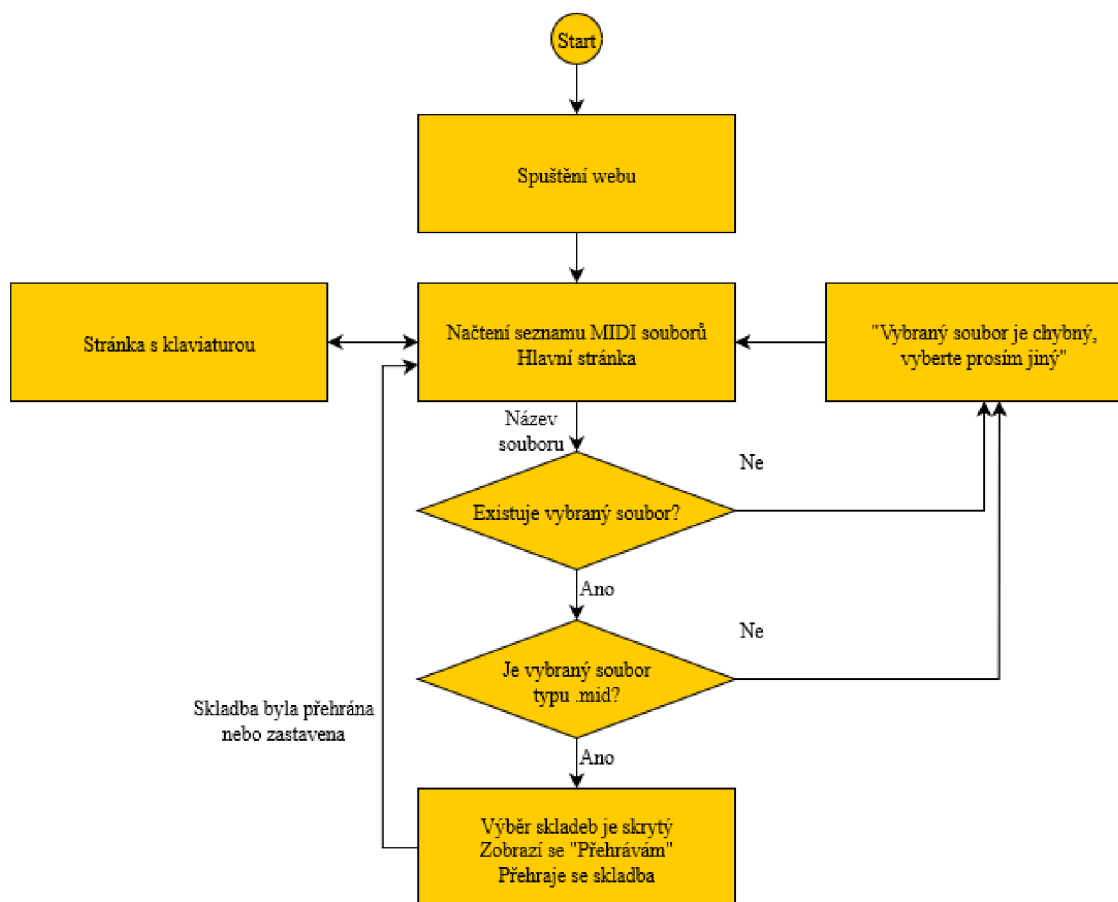 Start
Spuštění webu
Stránka s klaviaturou
Načtení seznamu MIDI souborů
Hlavní stránka
"Vybraný soubor je chybný,
vyberte prosím jiný"
Název
souboru
Ne
Existuje vybraný soubor?
Ano
Ne
Je vybraný soubor
typu .mid?
Skladba byla přehrána
nebo zastavena
Ano
Výběr skladeb je skrytý
Zobrazí se "Přehrávám"
Přehraje se skladba